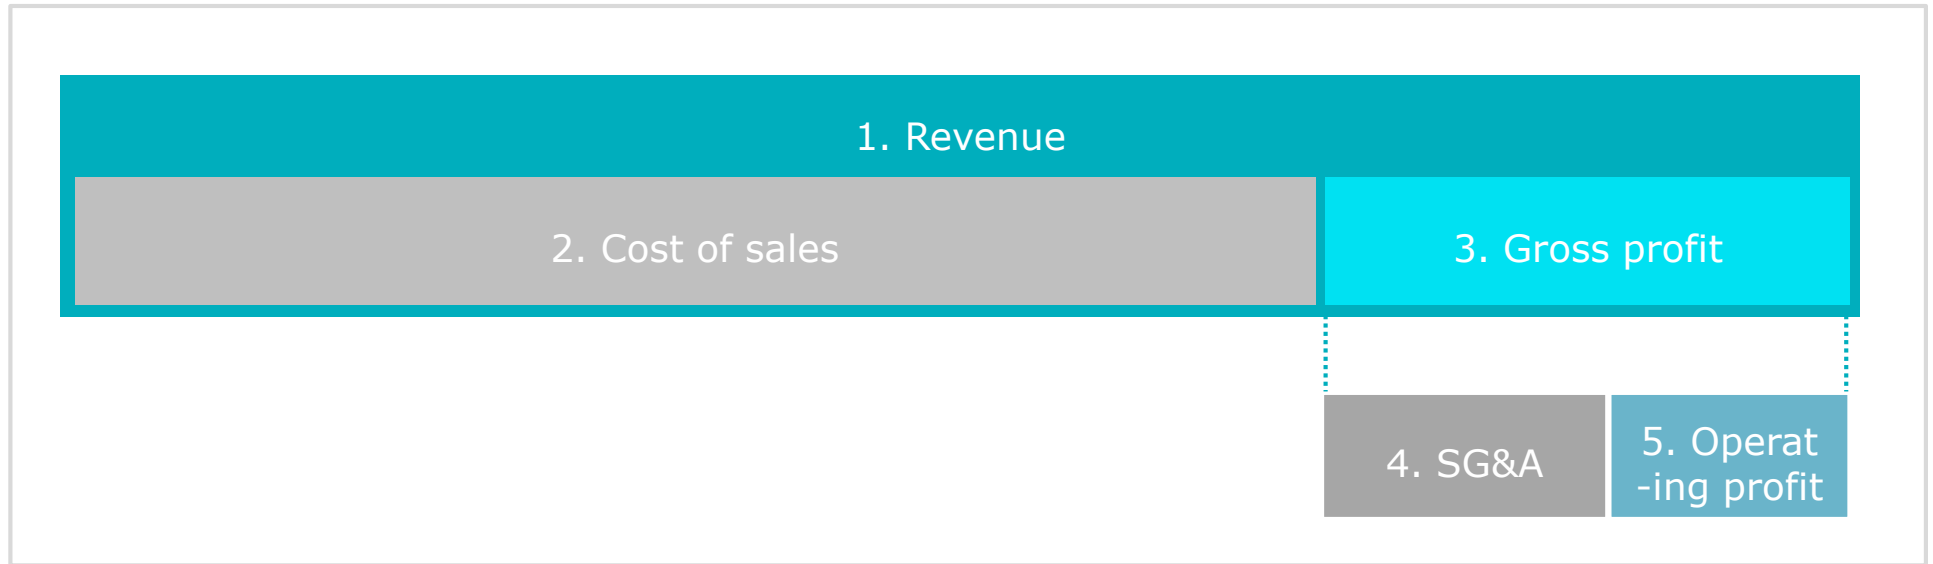 1. Revenue
2. Cost of sales
3. Gross profit
4. SG&A
5. Operat
-ing profit